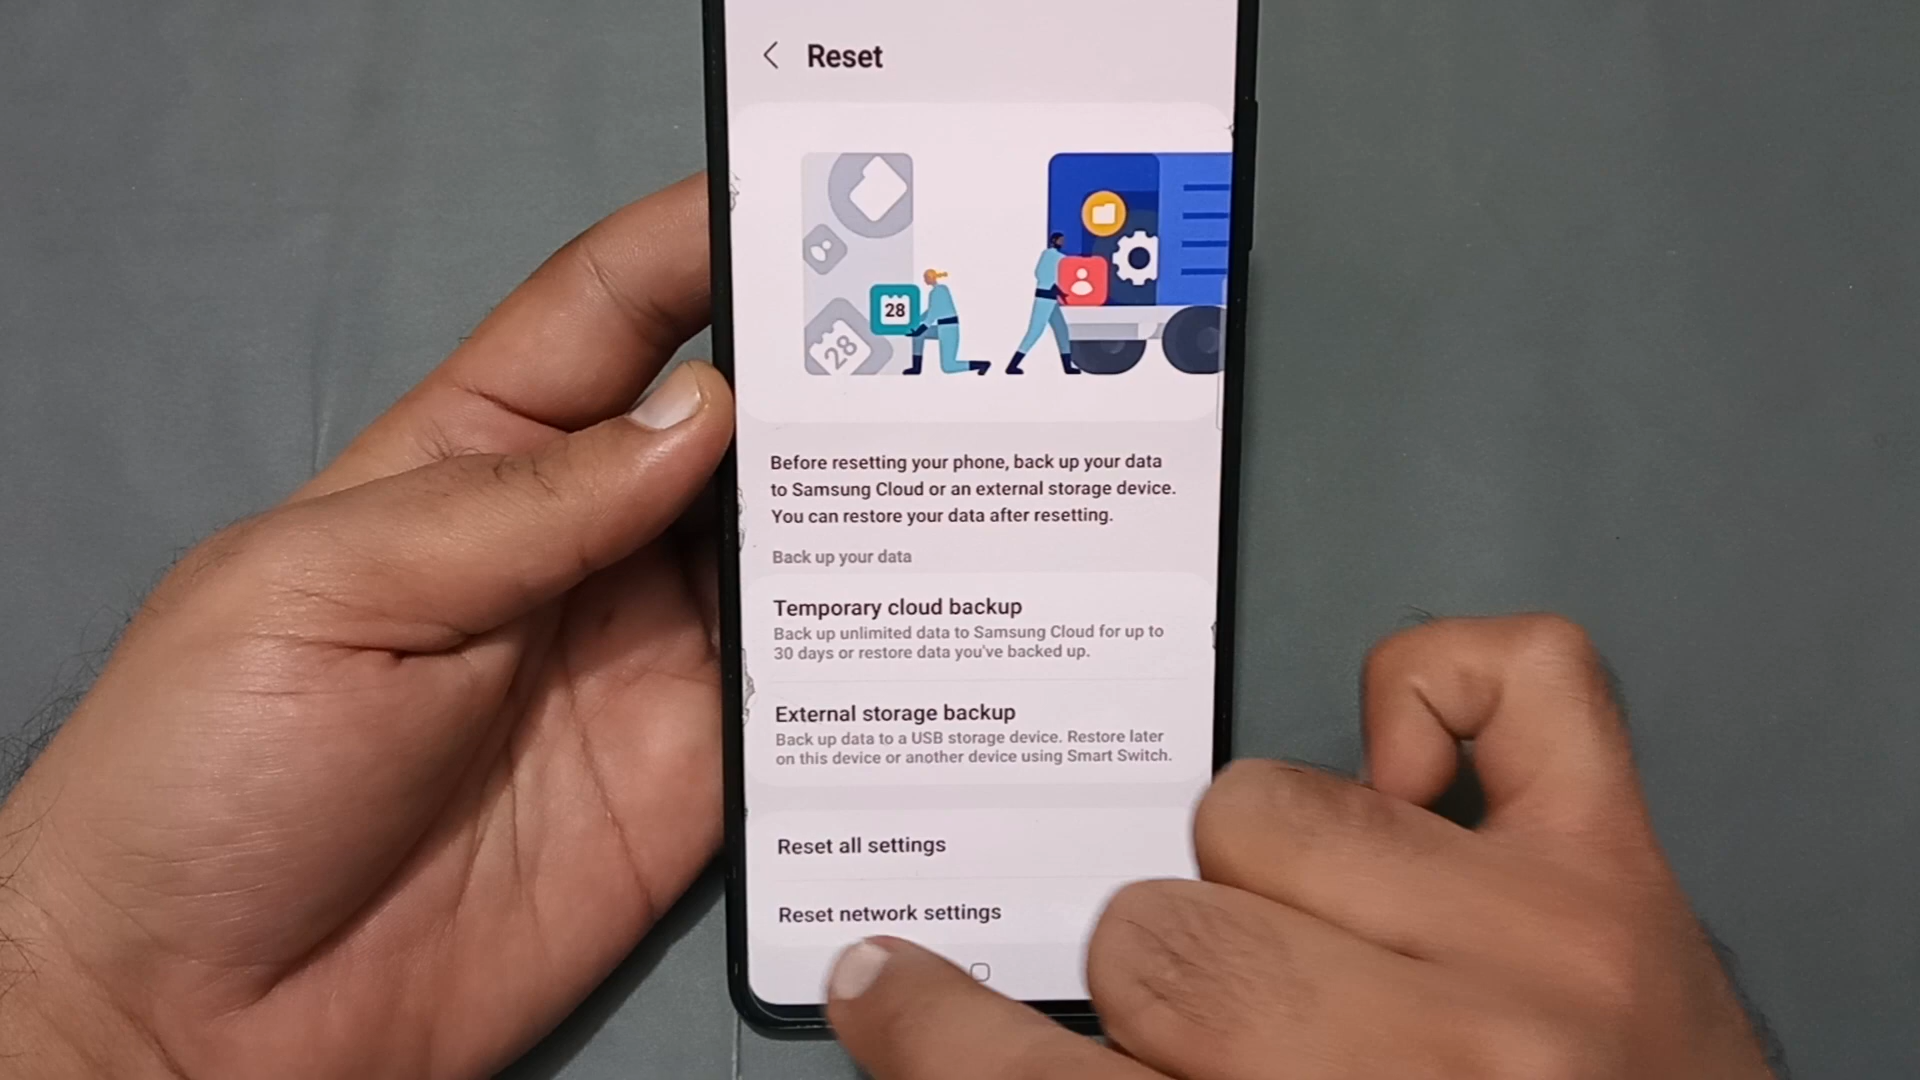 Reset
28
28
Before resetting your phone, back up your data
to Samsung Cloud or an external storage device.
You can restore your data after resetting.
Back up your data
Temporary cloud backup
Back up unlimited data to Samsung Cloud for up to
30 days or restore data you've backed up.
External storage backup
Back up data to a USB storage device. Restore later
on this device or another device using Smart Switch.
Reset all settings
Reset network settings